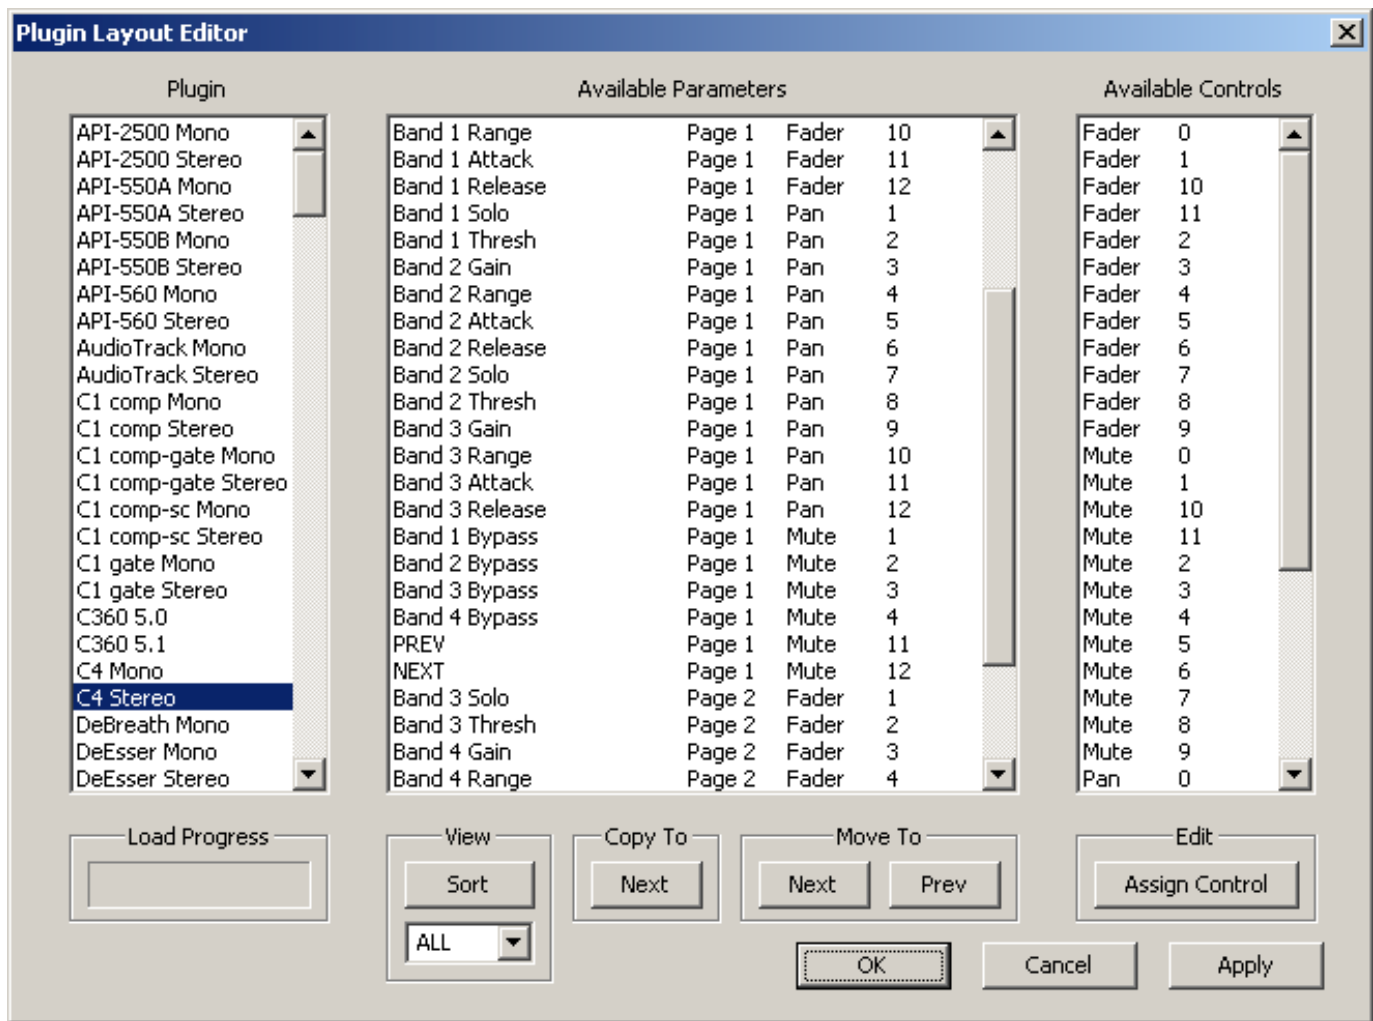 Plugin Layout Editor
Plugin Available Parameters Available Controls
API-2500 Mono
API-2500 Stereo
API-550A Mono
API-550A Stereo
API-550B Mono
API-550B Stereo
API-560 Mono
API-560 Stereo
AudioTrack Mono
AudioTrack Stereo
C1 comp Mono
C1 comp Stereo
C1 comp-gate Mono
C1 comp-gate Stereo
C1 comp-sc Mono
C1 comp-sc Stereo
C1 gate Mono
C1 gate Stereo
C360 5.0
C360 5.1
C4 Mono
C4 Stereo
DeBreath Mono
DeEsser Mono
DeEsser Stereo
Band 1 Range Page 1 Fader 10
Band 1 Attack Page 1 Fader 11
Band 1 Release Page 1 Fader 12
Band 1 Solo Page 1 Pan 1
Band 1 Thresh Page 1 Pan 2
Band 2 Gain Page 1 Pan 3
Band 2 Range Page 1 Pan 4
Band 2 Attack Page 1 Pan 5
Band 2 Release Page 1 Pan 6
Band 2 Solo Page 1 Pan 7
Band 2 Thresh Page 1 Pan 8
Band 3 Gain Page 1 Pan 9
Band 3 Range Page 1 Pan 10
Band 3 Attack Page 1 Pan 11
Band 3 Release Page 1 Pan 12
Band 1 Bypass Page 1 Mute 1
Band 2 Bypass Page 1 Mute 2
Band 3 Bypass Page 1 Mute 3
Band 4 Bypass Page 1 Mute 4
PREV Page 1 Mute 11
NEXT Page 1 Mute 12
Band 3 Solo Page 2 Fader 1
Band 3 Thresh Page 2 Fader 2
Band 4 Gain Page 2 Fader 3
Band 4 Range Page 2 Fader 4
Fader 0
Fader 1
Fader 10
Fader 11
Fader 2
Fader 3
Fader 4
Fader 5
Fader 6
Fader 7
Fader 8
Fader 9
Mute 0
Mute 1
Mute 10
Mute 11
Mute 2
Mute 3
Mute 4
Mute 5
Mute 6
Mute 7
Mute 8
Mute 9
Pan 0
Load Progress View Copy To Move To Edit
Sort Next Next Prev Assign Control
ALL
OK Cancel Apply